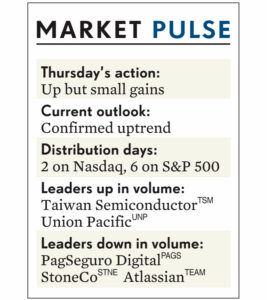 MARKET PULSE
Thursday's action:
Up but small gains
Current outlook:
Confirmed uptrend
Distribution days:
2 on Nasdaq, 6 on S&P 500
Leaders up in volume:
Taiwan Semiconductor TSM
Union Pacific UNP
Leaders down in volume:
PagSeguro Digital PAGS
StoneCo STNE Atlassian TEAM